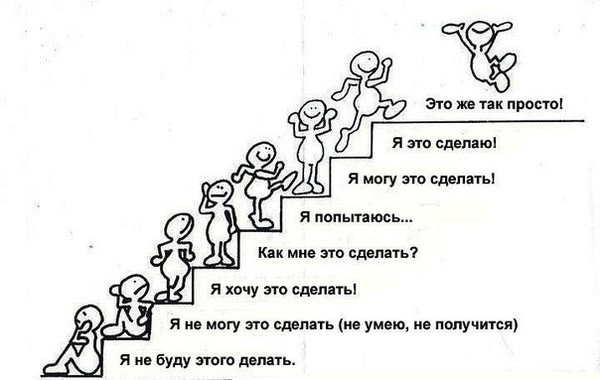 Это же так просто!
Я это сделаю!
Я могу это сделать!
Я попытаюсь...
Как мне это сделать?
Я хочу это сделать!
Я не могу это сделать (не умею, не получится)
Я не буду этого делать.